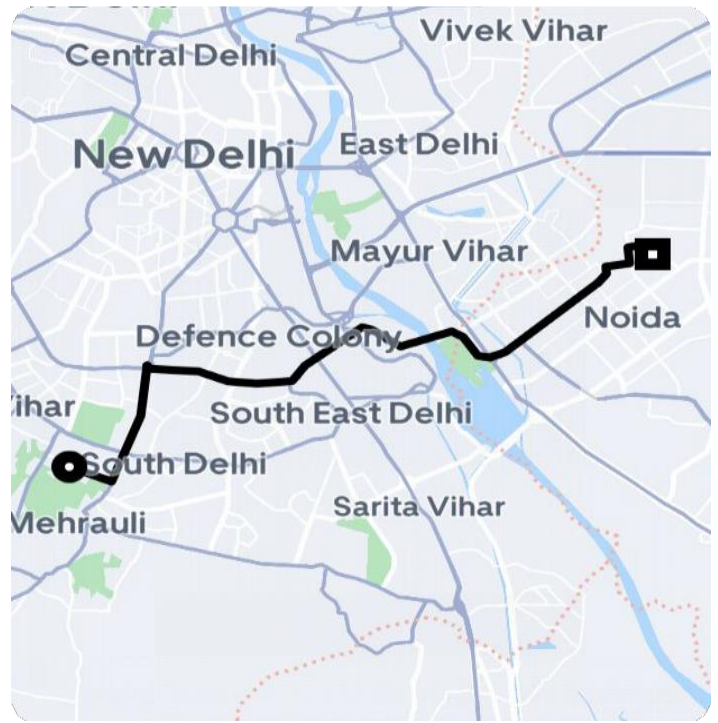 Vivek Vihar
Central Delhi
New Delhi
East Delhi
Mayur Vihar
Noida
Defence Colony
ihar
South East Delhi
South Delhi
Sarita Vihar
Mehrauli